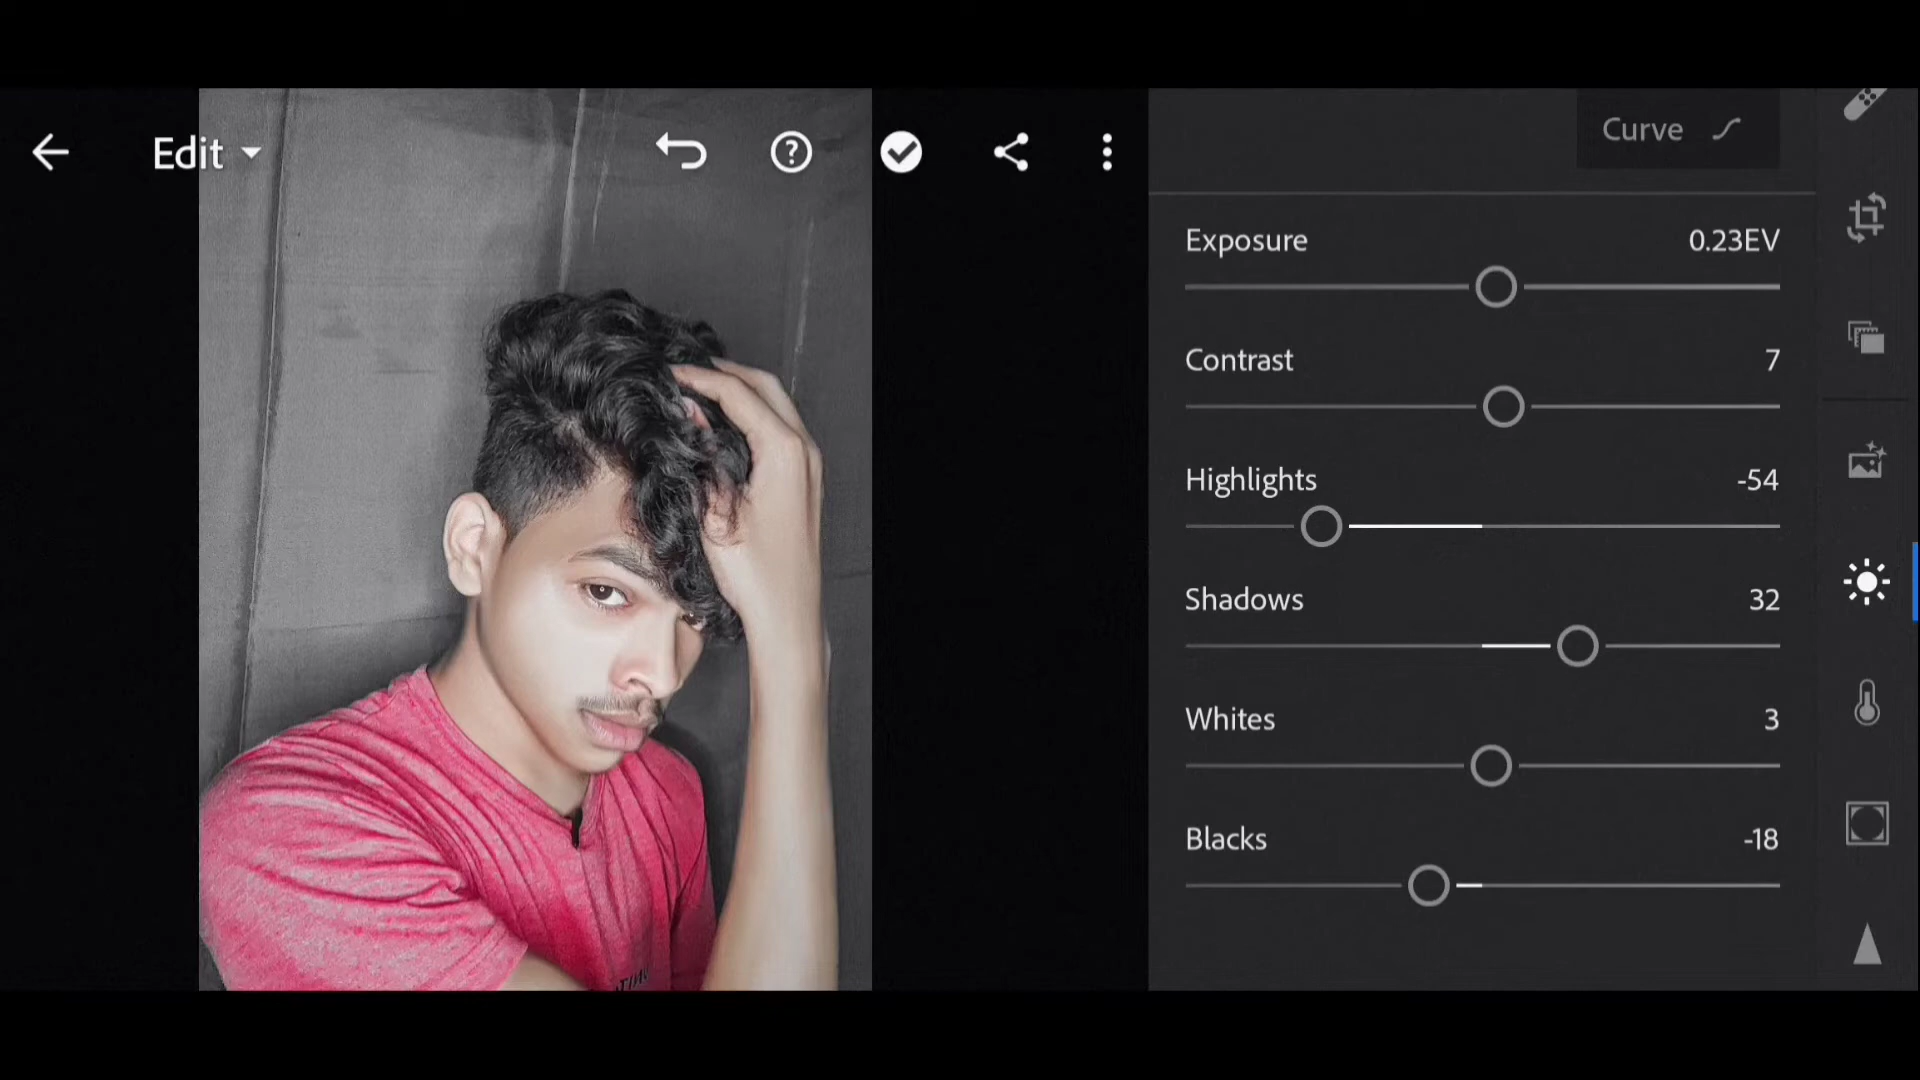 Edit
Curve
Exposure 0.23EV
Contrast 7
Highlights -54
Shadows 32
Whites 3
Blacks -18